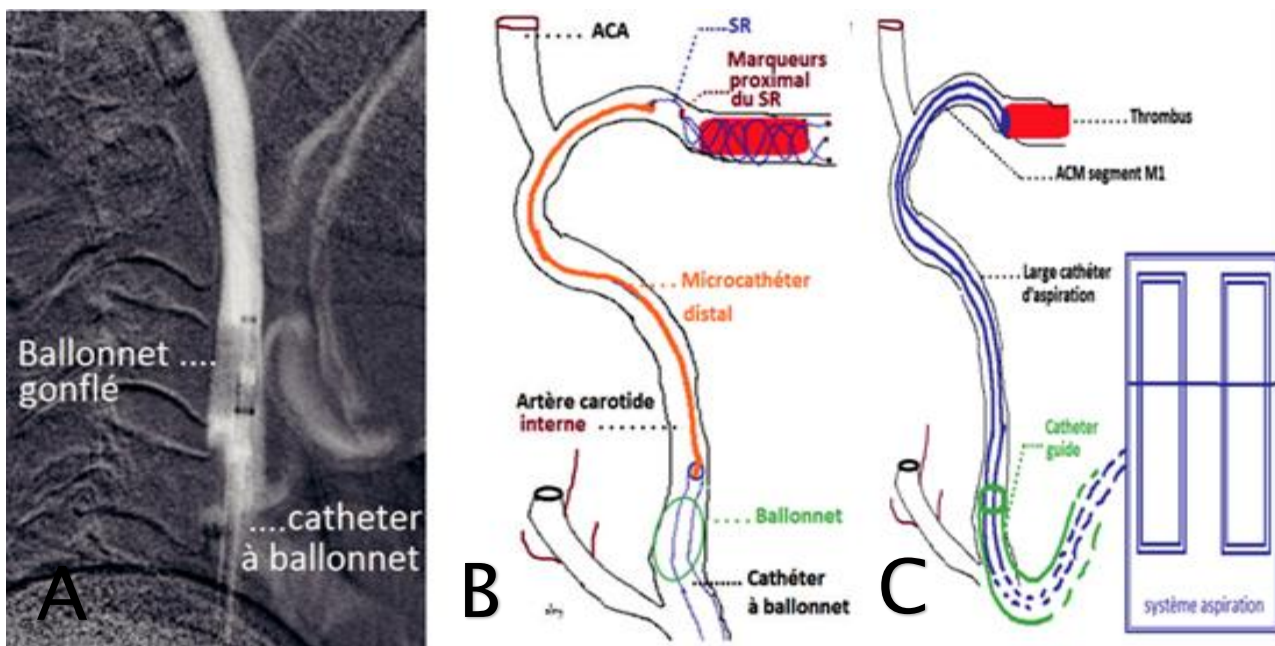 Ballonnet ....
gonflé
....catheter
à ballonnet
A
..... ACA
......SR
Marqueurs
proximal
.... du SR
.....Microcathéter
distal
Artère carotide
interne .......
....Ballonnet
....... Cathéter
à ballonnet
B
.......Thrombus
.....ACM segment M1
....Large cathéter
d'aspiration
Catheter
guide
système aspiration
C